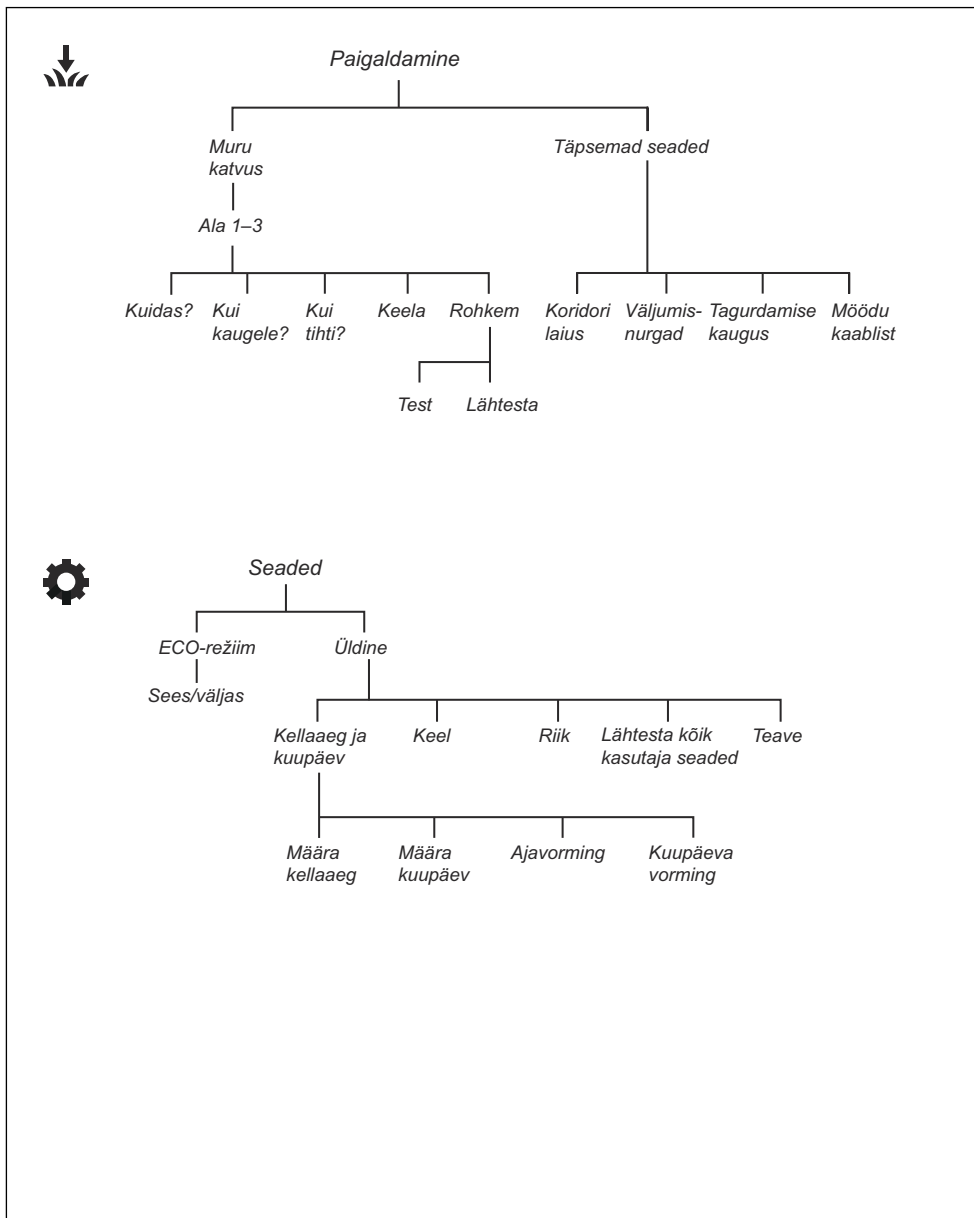 Paigaldamine
Muru
katvus
Täpsemad seaded
Ala 1–3
Kuidas?
Kui
kaugele?
Kui
tihti?
Keela
Rohkem
Koridori
laius
Väljumis-
nurgad
Tagurdamise
kaugus
Möödu
kaablist
Test
Lähtesta
Seaded
ECO-režiim
Üldine
Sees/väljas
Kellaaeg ja
kuupäev
Keel
Riik
Lähtesta kõik
kasutaja seaded
Teave
Määra
kellaaeg
Määra
kuupäev
Ajavorming
Kuupäeva
vorming